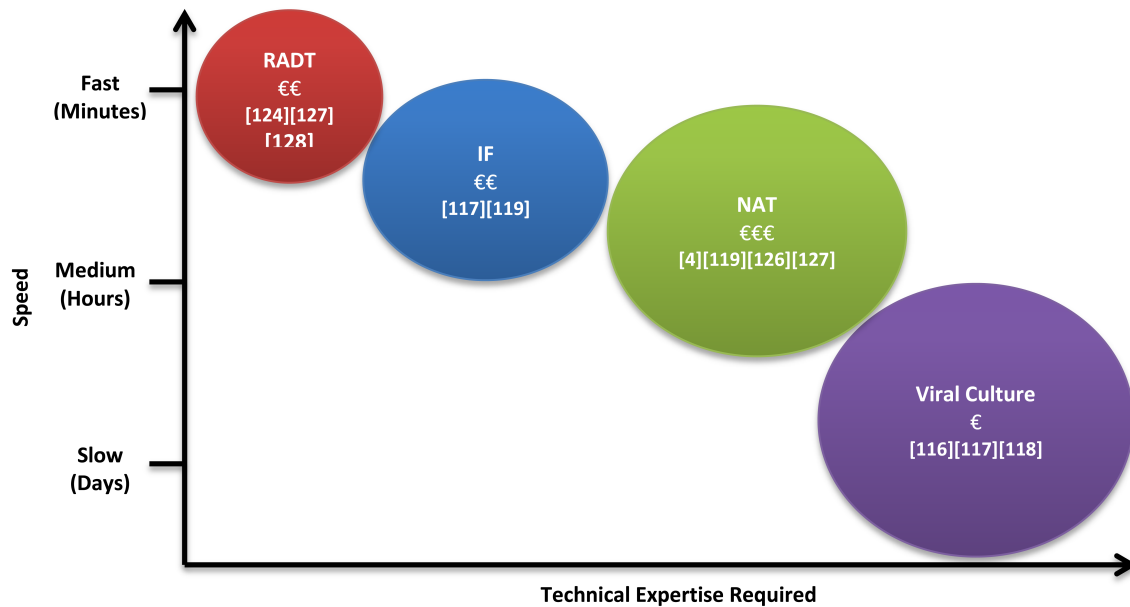 RADT
€€
[124][127]
[128]
IF
€€
[117][119]
NAT
€€€
[4][119][126][127]
Viral Culture
€
[116][117][118]
Fast
(Minutes)
Medium
(Hours)
Slow
(Days)
Speed
Technical Expertise Required